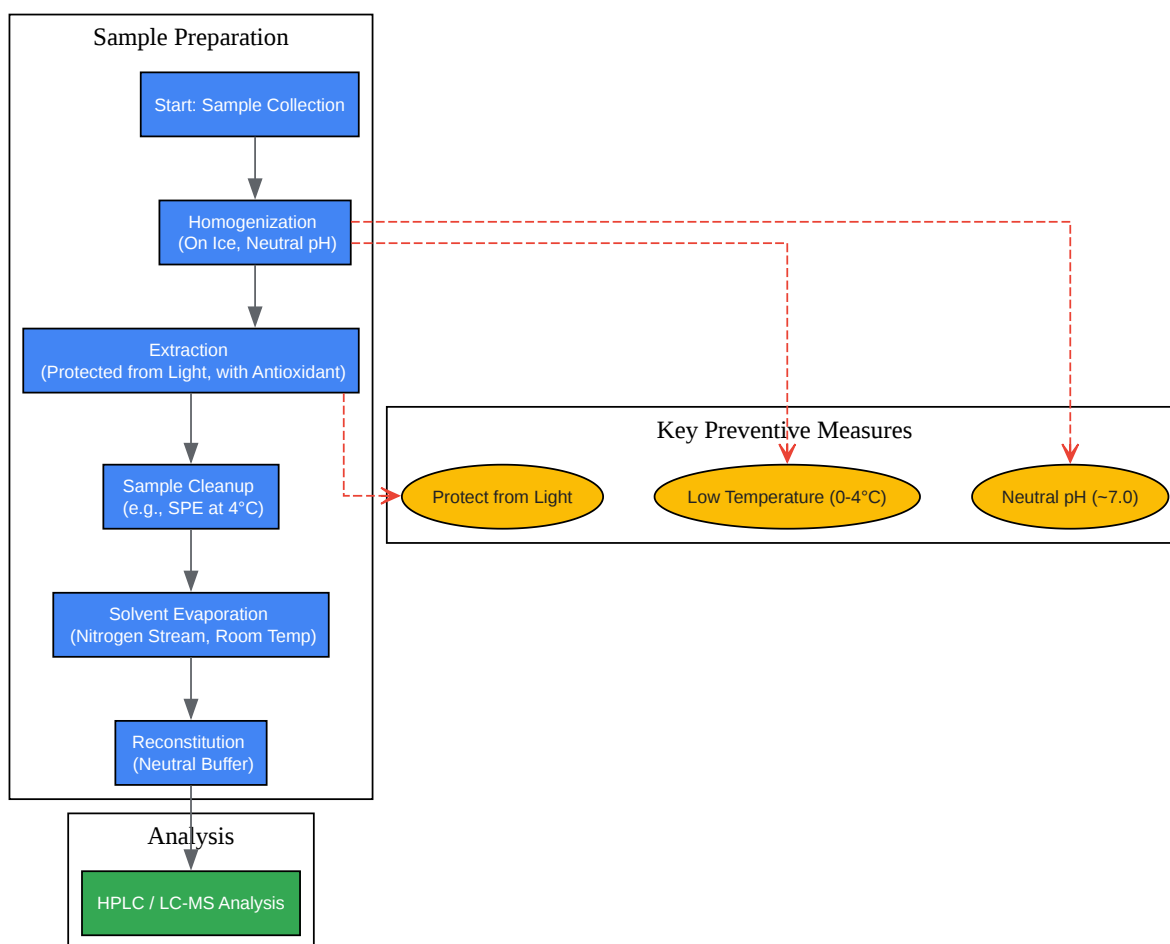 Sample Preparation
Start: Sample Collection
Homogenization
(On Ice, Neutral pH)
Extraction
(Protected from Light, with Antioxidant)
Key Preventive Measures
Sample Cleanup
(e.g., SPE at 4°C)
Protect from Light
Low Temperature (0-4°C)
Neutral pH (~7.0)
Solvent Evaporation
(Nitrogen Stream, Room Temp)
Reconstitution
(Neutral Buffer)
Analysis
HPLC / LC-MS Analysis